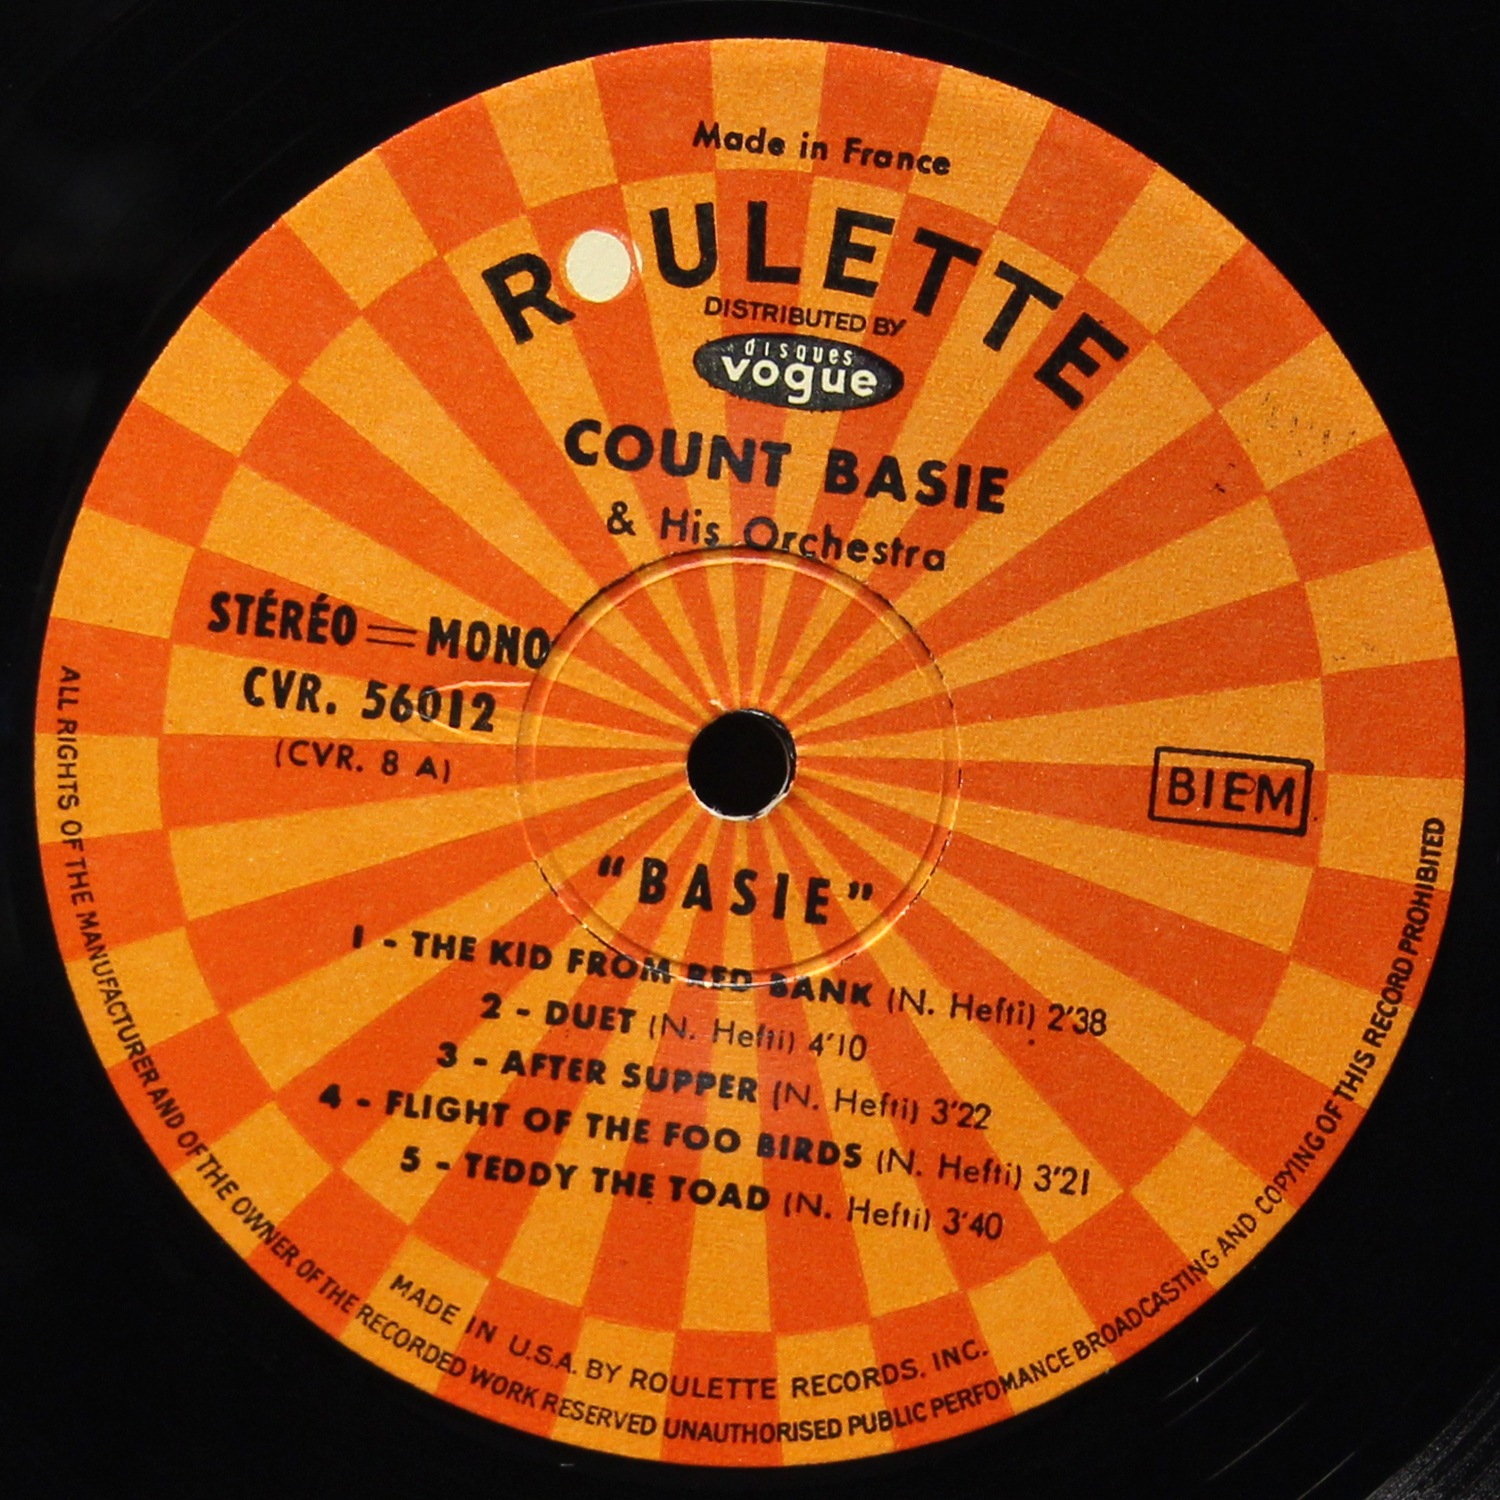 Made in France
ROULETTE
DISTRIBUTED BY
disques
vogue
COUNT BASIE
& His Orchestra
STÉRÉO = MONO
CVR. 56012
(CVR. 8 A)
BIEM
"BASIE"
1 - THE KID FROM RED BANK (N. Hefti) 2'38
2 - DUET (N. Hefti) 4'10
3 - AFTER SUPPER (N. Hefti) 3'22
4 - FLIGHT OF THE FOO BIRDS (N. Hefti) 3'21
5 - TEDDY THE TOAD (N. Hefti) 3'40
MADE IN U.S.A. BY ROULETTE RECORDS. INC.
ALL RIGHTS OF THE MANUFACTURER AND OF THE OWNER OF THE RECORDED WORK RESERVED UNAUTHORISED PUBLIC PERFOMANCE BROADCASTING AND COPYING OF THIS RECORD PROHIBITED